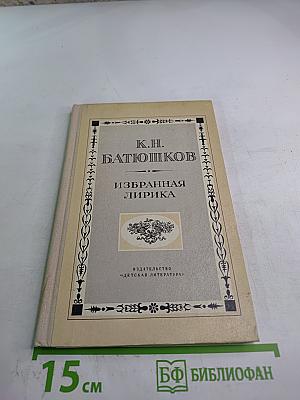 К.Н.
БАТЮШКОВ
ИЗБРАННАЯ
ЛИРИКА
ИЗДАТЕЛЬСТВО
«ДЕТСКАЯ ЛИТЕРАТУРА»
15 см
БФ БИБЛИОФАН